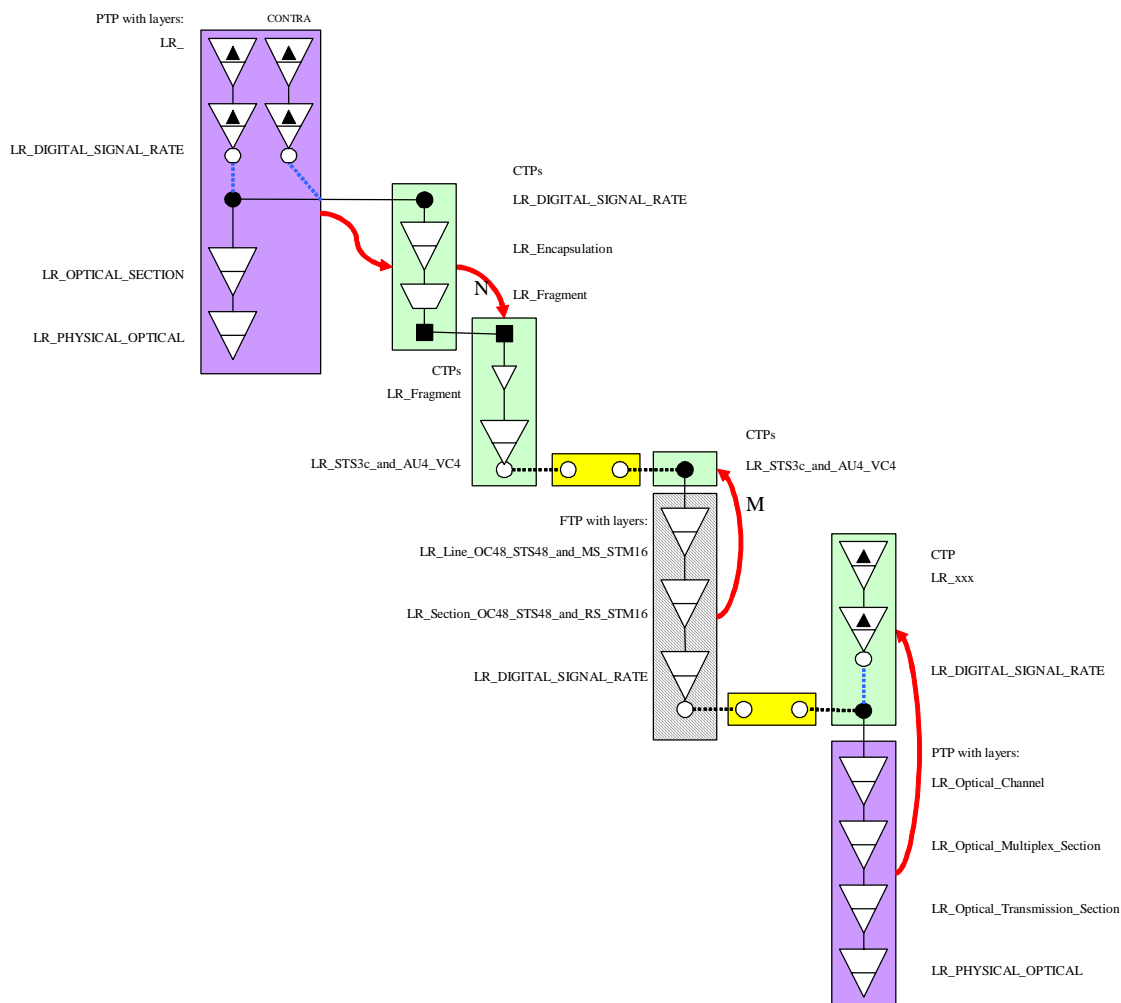 PTP with layers:
CONTRA
LR_
LR_DIGITAL_SIGNAL_RATE
LR_OPTICAL_SECTION
LR_PHYSICAL_OPTICAL
CTPs
LR_DIGITAL_SIGNAL_RATE
LR_Encapsulation
N
LR_Fragment
CTPs
LR_Fragment
LR_STS3c_and_AU4_VC4
CTPs
LR_STS3c_and_AU4_VC4
M
FTP with layers:
LR_Line_OC48_STS48_and_MS_STM16
LR_Section_OC48_STS48_and_RS_STM16
LR_DIGITAL_SIGNAL_RATE
CTP
LR_xxx
LR_DIGITAL_SIGNAL_RATE
PTP with layers:
LR_Optical_Channel
LR_Optical_Multiplex_Section
LR_Optical_Transmission_Section
LR_PHYSICAL_OPTICAL